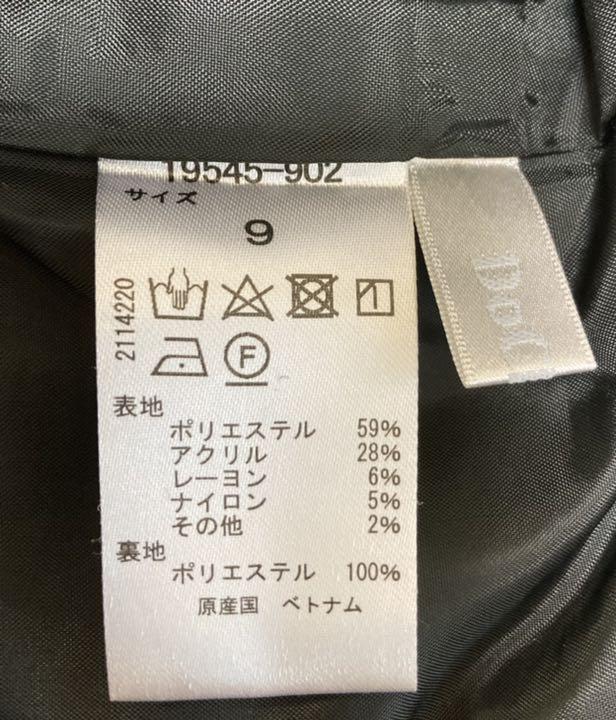 19545-902
サイズ
9
2114220
F
表地
ポリエステル 59%
アクリル 28%
レーヨン 6%
ナイロン 5%
その他 2%
裏地
ポリエステル 100%
原産国 ベトナム